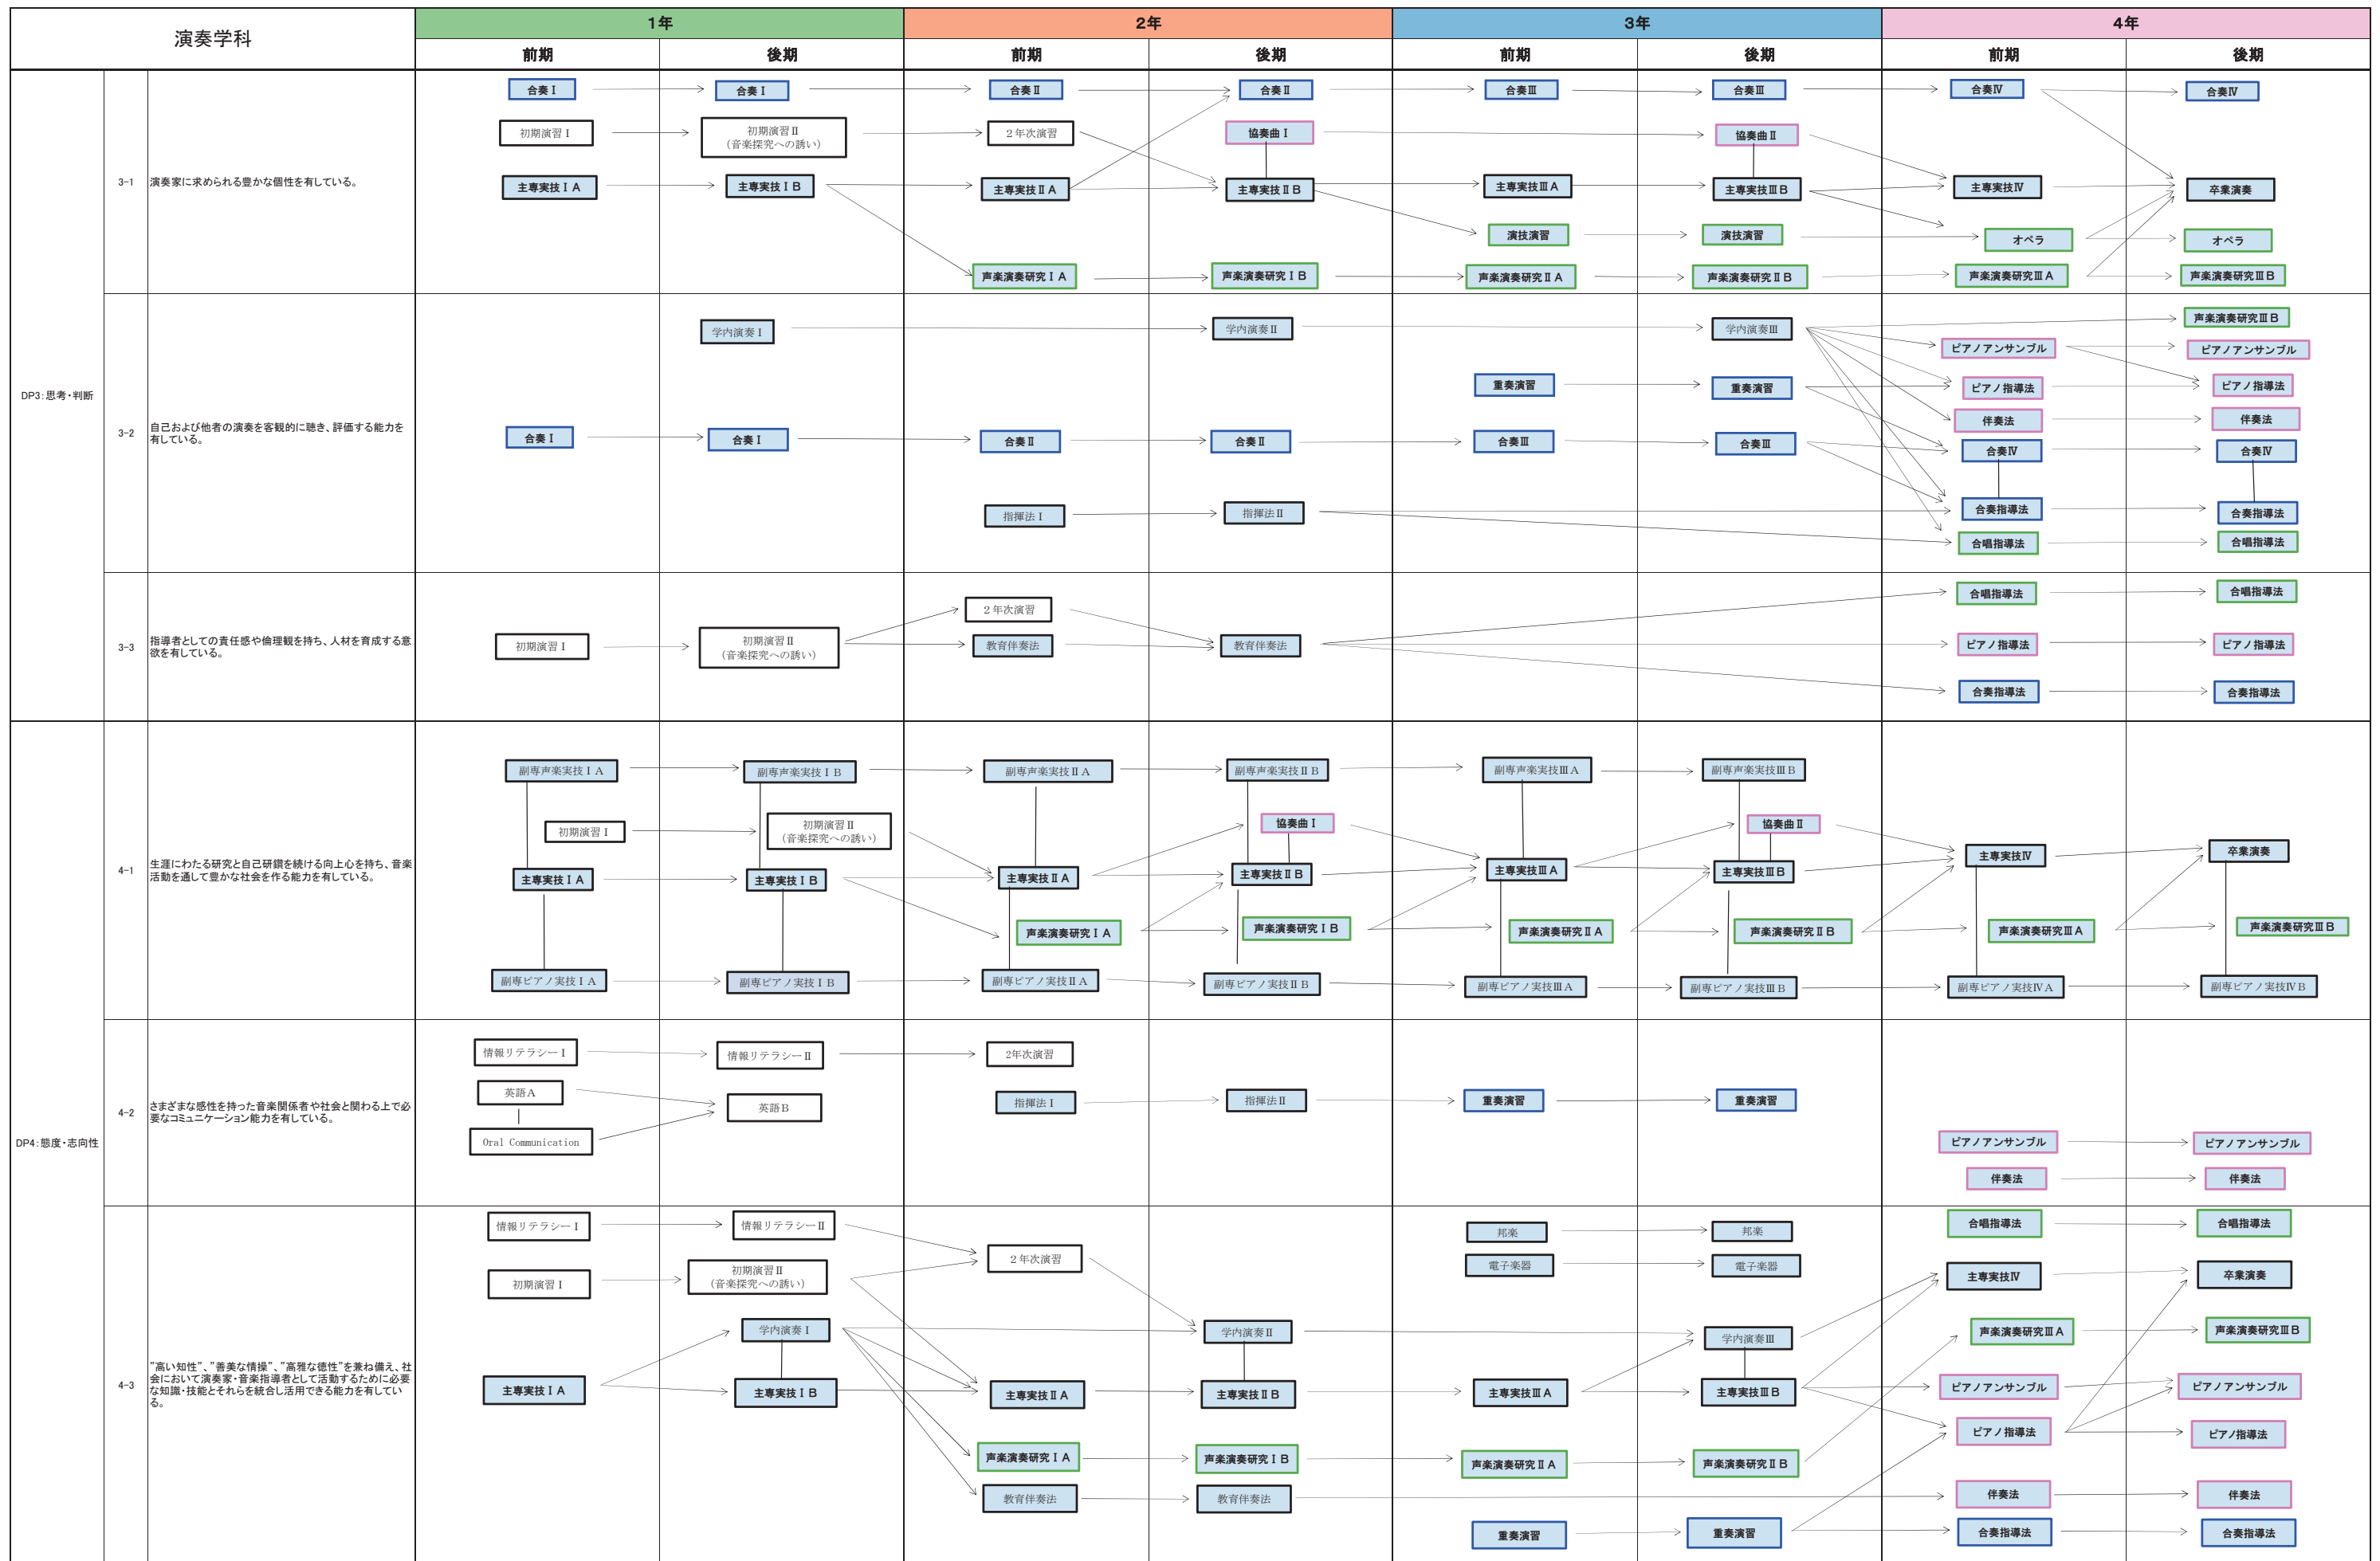 演奏学科
1年
2年
3年
4年
前期
後期
前期
後期
前期
後期
前期
後期
DP3：思考・判断
3-1
演奏家に求められる豊かな個性を有している。
合奏Ⅰ
合奏Ⅰ
合奏Ⅱ
合奏Ⅱ
合奏Ⅲ
合奏Ⅲ
合奏Ⅳ
合奏Ⅳ
初期演習Ⅰ
初期演習Ⅱ
（音楽探究への誘い）
２年次演習
協奏曲Ⅰ
協奏曲Ⅱ
主専実技ⅠA
主専実技ⅠB
主専実技ⅡA
主専実技ⅡB
主専実技ⅢA
主専実技ⅢB
主専実技Ⅳ
卒業演奏
演技演習
演技演習
オペラ
オペラ
声楽演奏研究ⅠA
声楽演奏研究ⅠB
声楽演奏研究ⅡA
声楽演奏研究ⅡB
声楽演奏研究ⅢA
声楽演奏研究ⅢB
3-2
自己および他者の演奏を客観的に聴き、評価する能力を
有している。
学内演奏Ⅰ
学内演奏Ⅱ
学内演奏Ⅲ
声楽演奏研究ⅢB
ピアノアンサンブル
ピアノアンサンブル
重奏演習
重奏演習
ピアノ指導法
ピアノ指導法
伴奏法
伴奏法
合奏Ⅰ
合奏Ⅰ
合奏Ⅱ
合奏Ⅱ
合奏Ⅲ
合奏Ⅲ
合奏Ⅳ
合奏Ⅳ
指揮法Ⅰ
指揮法Ⅱ
合奏指導法
合奏指導法
合唱指導法
合唱指導法
3-3
指導者としての責任感や倫理観を持ち、人材を育成する意
欲を有している。
初期演習Ⅰ
初期演習Ⅱ
（音楽探究への誘い）
２年次演習
教育伴奏法
教育伴奏法
合唱指導法
合唱指導法
ピアノ指導法
ピアノ指導法
合奏指導法
合奏指導法
DP4：態度・志向性
4-1
生涯にわたる研究と自己研鑽を続ける向上心を持ち、音楽
活動を通して豊かな社会を作る能力を有している。
副専声楽実技ⅠA
副専声楽実技ⅠB
副専声楽実技ⅡA
副専声楽実技ⅡB
副専声楽実技ⅢA
副専声楽実技ⅢB
初期演習Ⅰ
初期演習Ⅱ
（音楽探究への誘い）
協奏曲Ⅰ
協奏曲Ⅱ
主専実技ⅠA
主専実技ⅠB
主専実技ⅡA
主専実技ⅡB
主専実技ⅢA
主専実技ⅢB
主専実技Ⅳ
卒業演奏
声楽演奏研究ⅠA
声楽演奏研究ⅠB
声楽演奏研究ⅡA
声楽演奏研究ⅡB
声楽演奏研究ⅢA
声楽演奏研究ⅢB
副専ピアノ実技ⅠA
副専ピアノ実技ⅠB
副専ピアノ実技ⅡA
副専ピアノ実技ⅡB
副専ピアノ実技ⅢA
副専ピアノ実技ⅢB
副専ピアノ実技ⅣA
副専ピアノ実技ⅣB
4-2
さまざまな感性を持った音楽関係者や社会と関わる上で必
要なコミュニケーション能力を有している。
情報リテラシーⅠ
情報リテラシーⅡ
2年次演習
英語A
英語B
Oral Communication
指揮法Ⅰ
指揮法Ⅱ
重奏演習
重奏演習
ピアノアンサンブル
ピアノアンサンブル
伴奏法
伴奏法
4-3
”高い知性”、”善美な情操”、”高雅な徳性”を兼ね備え、社
会において演奏家・音楽指導者として活動するために必要
な知識・技能とそれらを統合し活用できる能力を有してい
る。
情報リテラシーⅠ
情報リテラシーⅡ
初期演習Ⅰ
初期演習Ⅱ
（音楽探究への誘い）
２年次演習
邦楽
邦楽
電子楽器
電子楽器
合唱指導法
合唱指導法
主専実技Ⅳ
卒業演奏
学内演奏Ⅰ
学内演奏Ⅱ
学内演奏Ⅲ
声楽演奏研究ⅢA
声楽演奏研究ⅢB
主専実技ⅠA
主専実技ⅠB
主専実技ⅡA
主専実技ⅡB
主専実技ⅢA
主専実技ⅢB
ピアノアンサンブル
ピアノアンサンブル
ピアノ指導法
ピアノ指導法
声楽演奏研究ⅠA
声楽演奏研究ⅠB
声楽演奏研究ⅡA
声楽演奏研究ⅡB
教育伴奏法
教育伴奏法
伴奏法
伴奏法
重奏演習
重奏演習
合奏指導法
合奏指導法